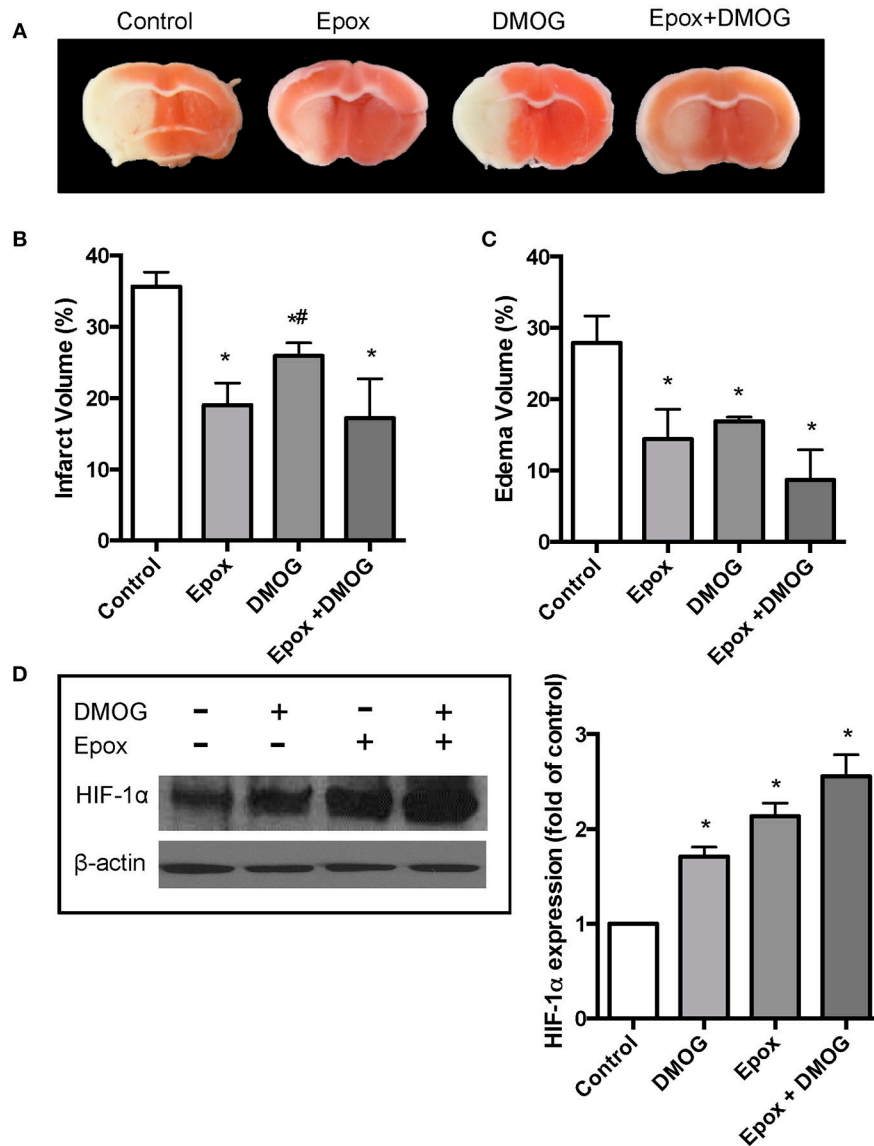 A
Control Epox DMOG Epox+DMOG
B
Infarct Volume (%)
40
30
20
10
0
*
*#
*
Control Epox DMOG Epox +DMOG
C
Edema Volume (%)
40
30
20
10
0
*
*
*
Control Epox DMOG Epox +DMOG
D
DMOG - + - +
Epox - - + +
HIF-1α
β-actin
HIF-1α expression (fold of control)
3
2
1
0
*
*
*
Control DMOG Epox Epox + DMOG